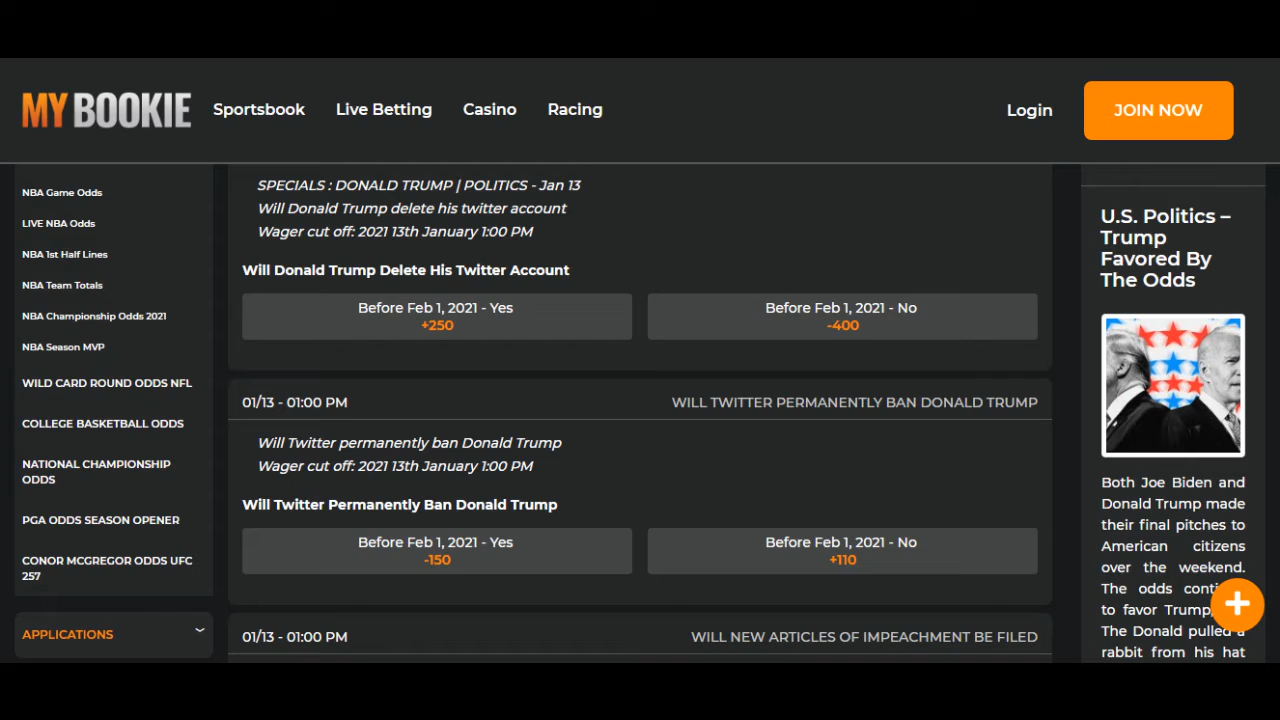 MY BOOKIE
Sportsbook
Live Betting
Casino
Racing
Login
JOIN NOW
NBA Game Odds
LIVE NBA Odds
NBA 1st Half Lines
NBA Team Totals
NBA Championship Odds 2021
NBA Season MVP
WILD CARD ROUND ODDS NFL
COLLEGE BASKETBALL ODDS
NATIONAL CHAMPIONSHIP
ODDS
PGA ODDS SEASON OPENER
CONOR MCGREGOR ODDS UFC
257
APPLICATIONS
SPECIALS : DONALD TRUMP | POLITICS - Jan 13
Will Donald Trump delete his twitter account
Wager cut off: 2021 13th January 1:00 PM
Will Donald Trump Delete His Twitter Account
Before Feb 1, 2021 - Yes
+250
Before Feb 1, 2021 - No
-400
01/13 - 01:00 PM
WILL TWITTER PERMANENTLY BAN DONALD TRUMP
Will Twitter permanently ban Donald Trump
Wager cut off: 2021 13th January 1:00 PM
Will Twitter Permanently Ban Donald Trump
Before Feb 1, 2021 - Yes
-150
Before Feb 1, 2021 - No
+110
01/13 - 01:00 PM
WILL NEW ARTICLES OF IMPEACHMENT BE FILED
U.S. Politics –
Trump
Favored By
The Odds
Both Joe Biden and
Donald Trump made
their final pitches to
American citizens
over the weekend.
The odds
to favor Trump,
The Donald pulled a
rabbit from his hat